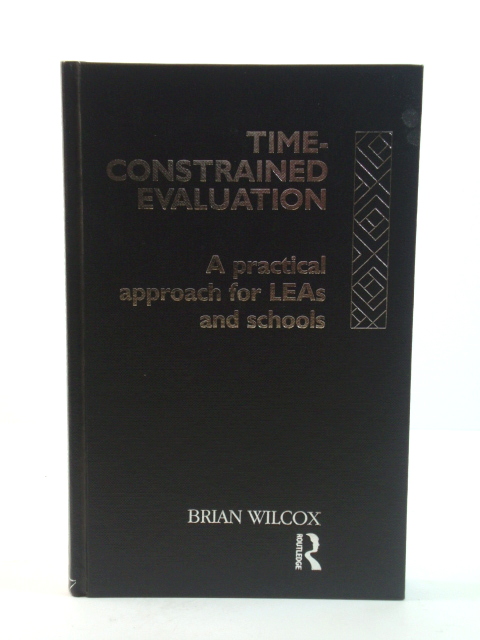 TIME-
CONSTRAINED
EVALUATION
A practical
approach for LEAs
and schools
BRIAN WILCOX
ROUTLEDGE